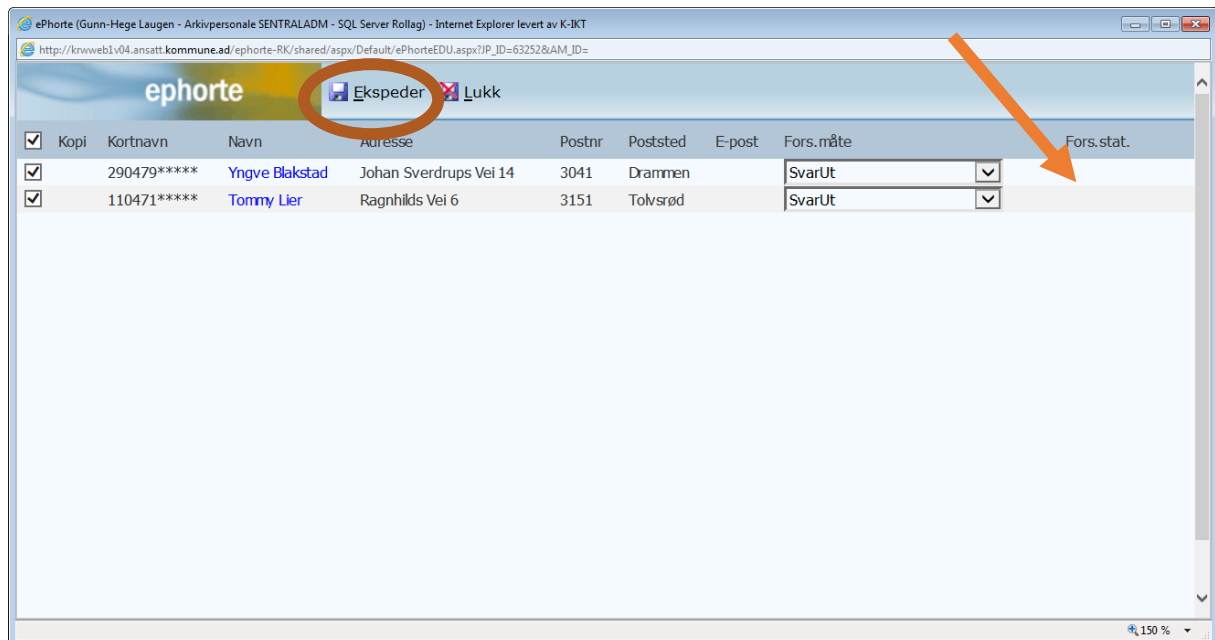 ePhorte (Gunn-Hege Laugen - Arkivpersonale SENTRALADM - SQL Server Rollag) - Internet Explorer levert av K-IKT
http://krwweb1v04.ansatt.kommune.ad/ephorte-RK/shared/aspx/Default/ePhorteEDU.aspx?JP_ID=63252&AM_ID=
ephorte Ekspeder Lukk
Kopi Kortnavn Navn Adresse Postnr Poststed E-post Fors.måte Fors.stat.
290479***** Yngve Blakstad Johan Sverdrups Vei 14 3041 Drammen SvarUt
110471***** Tommy Lier Ragnhilds Vei 6 3151 Tolvsrød SvarUt
150 %